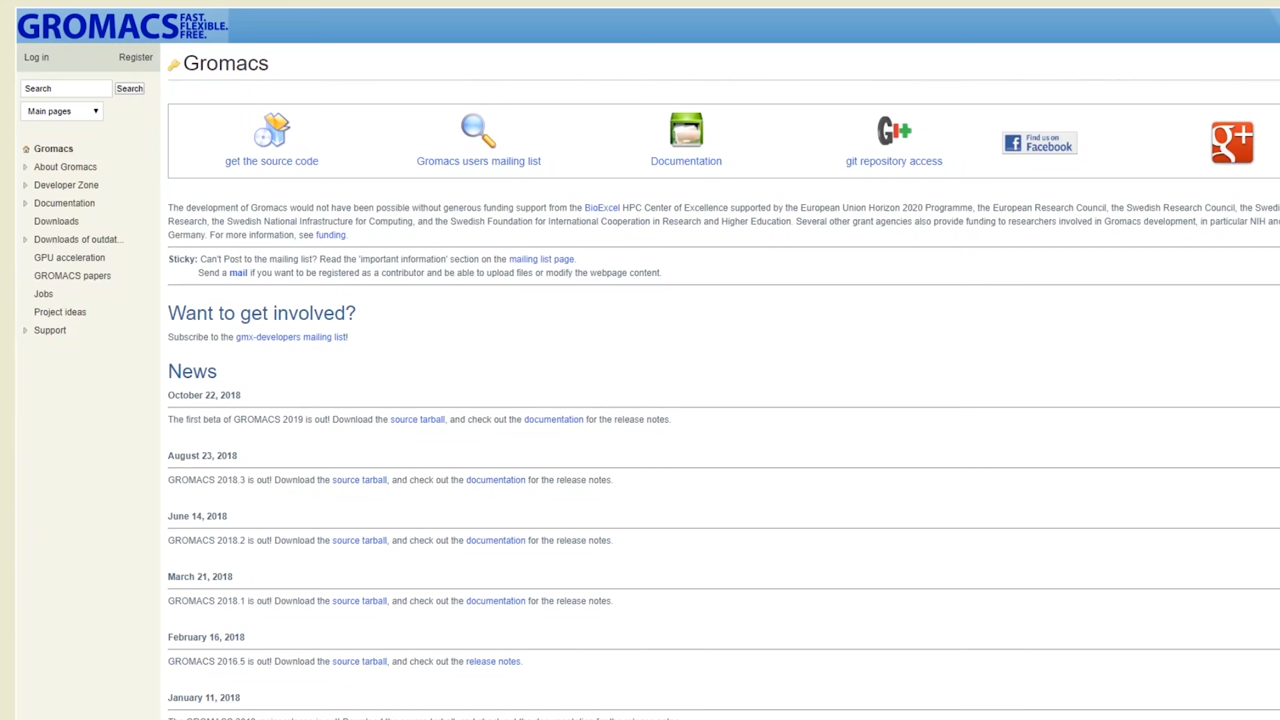 GROMACS FAST. FLEXIBLE. FREE.
Log in Register
Search Search
Main pages
Gromacs
About Gromacs
Developer Zone
Documentation
Downloads
Downloads of outdat...
GPU acceleration
GROMACS papers
Jobs
Project ideas
Support
Gromacs
get the source code
Gromacs users mailing list
Documentation
git repository access
Find us on
Facebook
The development of Gromacs would not have been possible without generous funding support from the BioExcel HPC Center of Excellence supported by the European Union Horizon 2020 Programme, the European Research Council, the Swedish Research Council, the
Research, the Swedish National Infrastructure for Computing, and the Swedish Foundation for International Cooperation in Research and Higher Education. Several other grant agencies also provide funding to researchers involved in Gromacs development, in particular NIH
Germany. For more information, see funding.
Sticky: Can't Post to the mailing list? Read the 'important information' section on the mailing list page.
Send a mail if you want to be registered as a contributor and be able to upload files or modify the webpage content.
Want to get involved?
Subscribe to the gmx-developers mailing list!
News
October 22, 2018
The first beta of GROMACS 2019 is out! Download the source tarball, and check out the documentation for the release notes.
August 23, 2018
GROMACS 2018.3 is out! Download the source tarball, and check out the documentation for the release notes.
June 14, 2018
GROMACS 2018.2 is out! Download the source tarball, and check out the documentation for the release notes.
March 21, 2018
GROMACS 2018.1 is out! Download the source tarball, and check out the documentation for the release notes.
February 16, 2018
GROMACS 2016.5 is out! Download the source tarball, and check out the release notes.
January 11, 2018